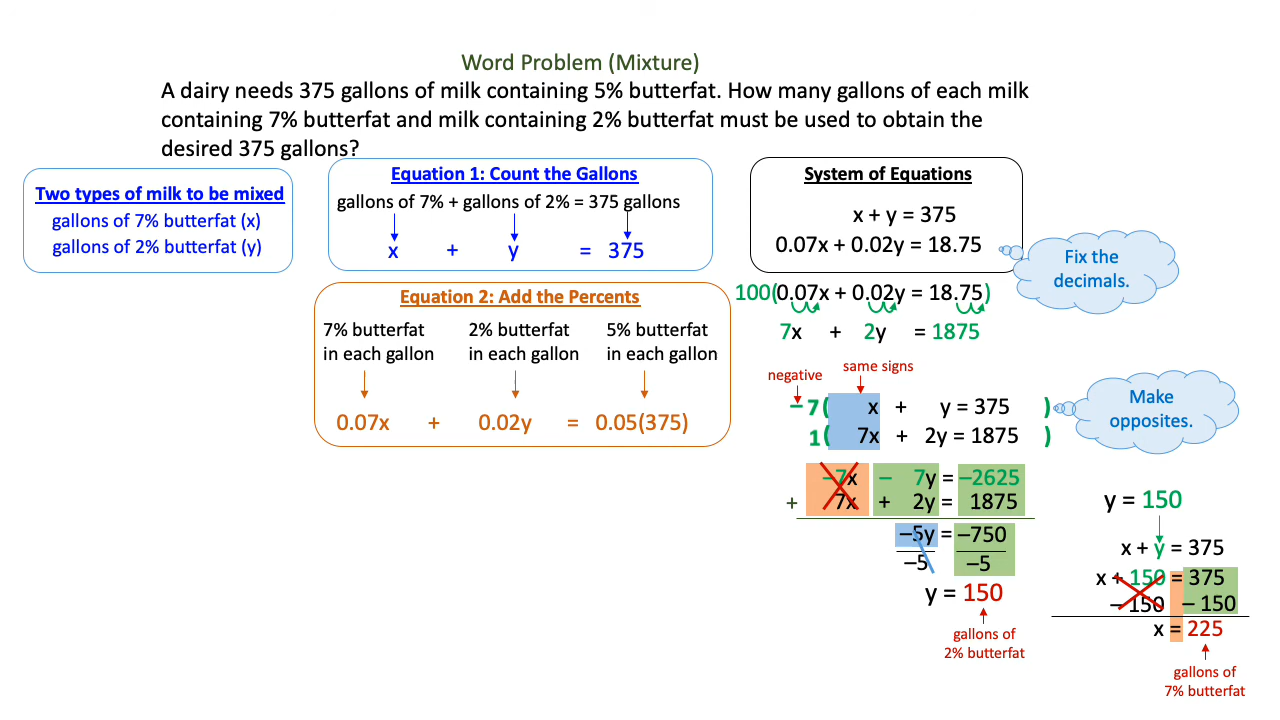 Word Problem (Mixture)
A dairy needs 375 gallons of milk containing 5% butterfat. How many gallons of each milk
containing 7% butterfat and milk containing 2% butterfat must be used to obtain the
desired 375 gallons?
Two types of milk to be mixed
gallons of 7% butterfat (x)
gallons of 2% butterfat (y)
Equation 1: Count the Gallons
gallons of 7% + gallons of 2% = 375 gallons
x + y = 375
Equation 2: Add the Percents
7% butterfat 2% butterfat 5% butterfat
in each gallon in each gallon in each gallon
0.07x + 0.02y = 0.05(375)
System of Equations
x + y = 375
0.07x + 0.02y = 18.75
Fix the
decimals.
100(0.07x + 0.02y = 18.75)
7x + 2y = 1875
negative same signs
−7( x + y = 375 )
1( 7x + 2y = 1875 )
Make
opposites.
−7x − 7y = −2625
+ 7x + 2y = 1875
−5y = −750
−5 −5
y = 150
gallons of
2% butterfat
y = 150
x + y = 375
x + 150 = 375
− 150 − 150
x = 225
gallons of
7% butterfat